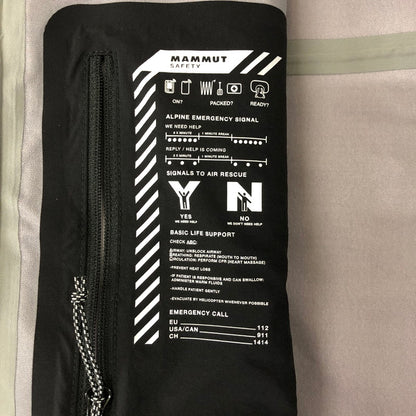 MAMMUT
SAFETY
ON? PACKED? READY?
ALPINE EMERGENCY SIGNAL
WE NEED HELP
1 MINUTE BREAK
REPLY / HELP IS COMING
1 MINUTE BREAK
SIGNALS TO AIR RESCUE
Y N
YES NO
WE NEED HELP WE DON'T NEED HELP
BASIC LIFE SUPPORT
CHECK ABC:
AIRWAY: UNBLOCK AIRWAY
BREATHING: RESPIRATE (MOUTH TO MOUTH)
CIRCULATION: PERFORM CPR (HEART MASSAGE)
-PREVENT HEAT LOSS
-IF PATIENT IS RESPONSIVE AND CAN SWALLOW:
ADMINISTER WARM FLUIDS
-HANDLE PATIENT GENTLY
-EVACUATE BY HELICOPTER WHENEVER POSSIBLE
EMERGENCY CALL
EU 112
USA/CAN 911
CH 1414